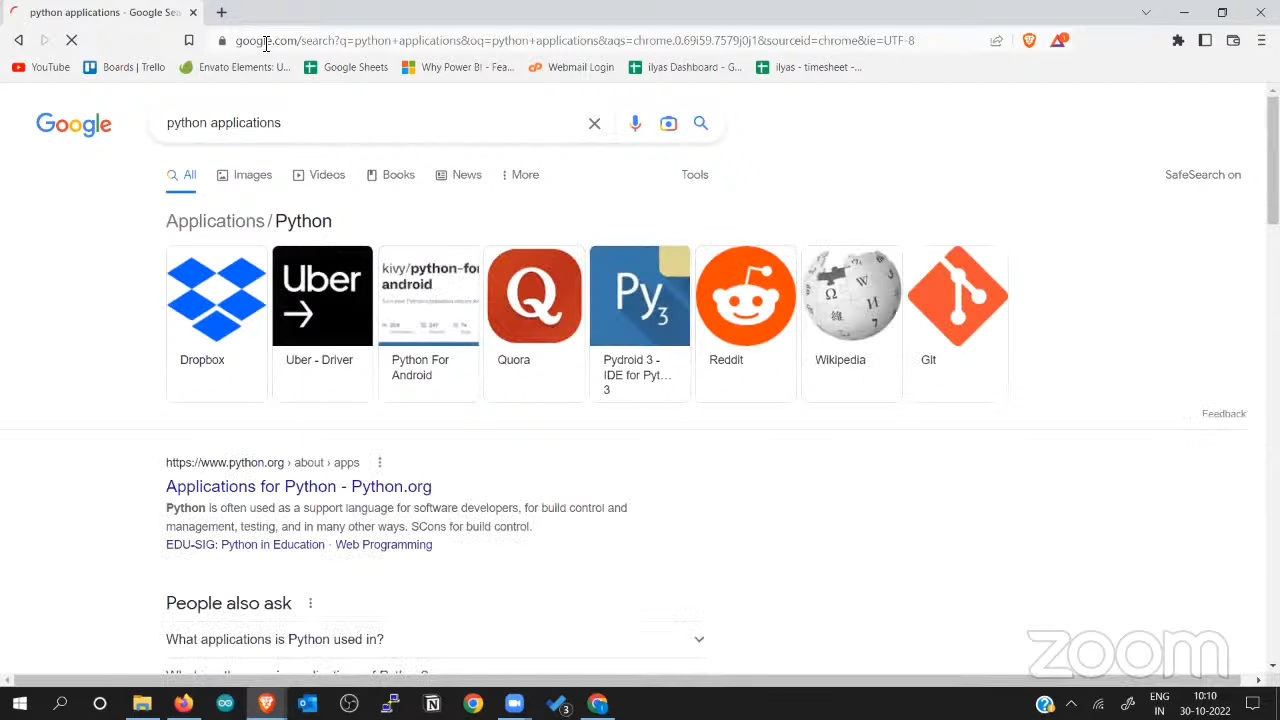 python applications - Google Sea
google.com/search?q=python+applications&oq=python+applications&aqs=chrome.0.69i59.7579j0j1&sourceid=chrome&ie=UTF-8
YouTube Boards | Trello Envato Elements: U... Google Sheets Why Power BI - Fea... Webmail Login ilyas Dashboard - G... ilyas - timesheet -...
Google python applications
All Images Videos Books News More Tools SafeSearch on
Applications / Python
Uber
kivy/python-for
android
Q
Py3
Dropbox Uber - Driver Python For Android Quora Pydroid 3 - IDE for Pyt... 3 Reddit Wikipedia Git
Feedback
https://www.python.org › about › apps
Applications for Python - Python.org
Python is often used as a support language for software developers, for build control and
management, testing, and in many other ways. SCons for build control.
EDU-SIG: Python in Education · Web Programming
People also ask
What applications is Python used in?
zoom
3
ENG 10:10
IN 30-10-2022